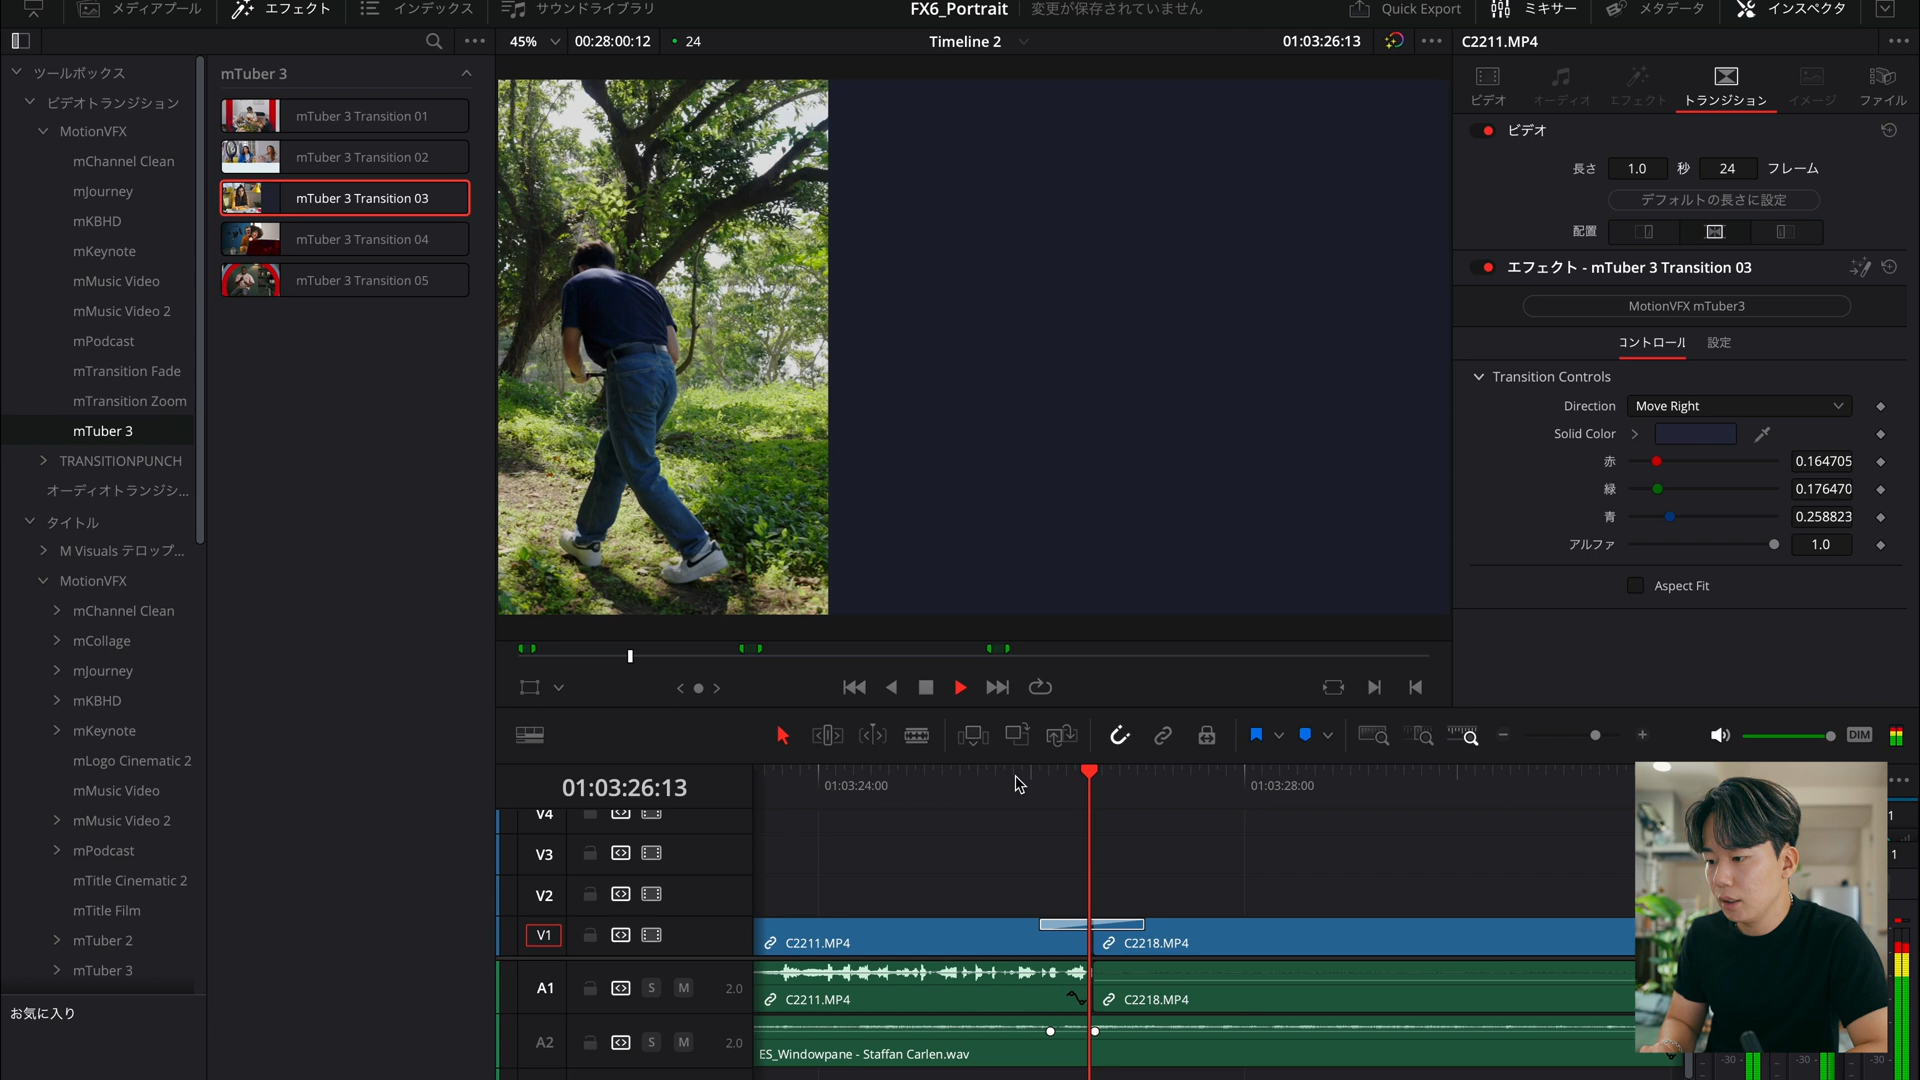 メディアプール
エフェクト
インデックス
サウンドライブラリ
FX6_Portrait
変更が保存されていません
Quick Export
ミキサー
メタデータ
インスペクタ
45%
00:28:00:12
24
Timeline 2
01:03:26:13
C2211.MP4
ツールボックス
ビデオトランジション
MotionVFX
mChannel Clean
mJourney
mKBHD
mKeynote
mMusic Video
mMusic Video 2
mPodcast
mTransition Fade
mTransition Zoom
mTuber 3
TRANSITIONPUNCH
オーディオトランジシ...
タイトル
M Visuals テロップ...
MotionVFX
mChannel Clean
mCollage
mJourney
mKBHD
mKeynote
mLogo Cinematic 2
mMusic Video
mMusic Video 2
mPodcast
mTitle Cinematic 2
mTitle Film
mTuber 2
mTuber 3
お気に入り
mTuber 3
mTuber 3 Transition 01
mTuber 3 Transition 02
mTuber 3 Transition 03
mTuber 3 Transition 04
mTuber 3 Transition 05
ビデオ
オーディオ
エフェクト
トランジション
イメージ
ファイル
ビデオ
長さ 1.0 秒 24 フレーム
デフォルトの長さに設定
配置
エフェクト - mTuber 3 Transition 03
MotionVFX mTuber3
コントロール 設定
Transition Controls
Direction Move Right
Solid Color
赤 0.164705
緑 0.176470
青 0.258823
アルファ 1.0
Aspect Fit
DIM
01:03:26:13
01:03:24:00
01:03:28:00
V4
V3
V2
V1
C2211.MP4
C2218.MP4
A1 S M 2.0
C2211.MP4
C2218.MP4
A2 S M 2.0
ES_Windowpane - Staffan Carlen.wav
1
1
-30
-30
-30